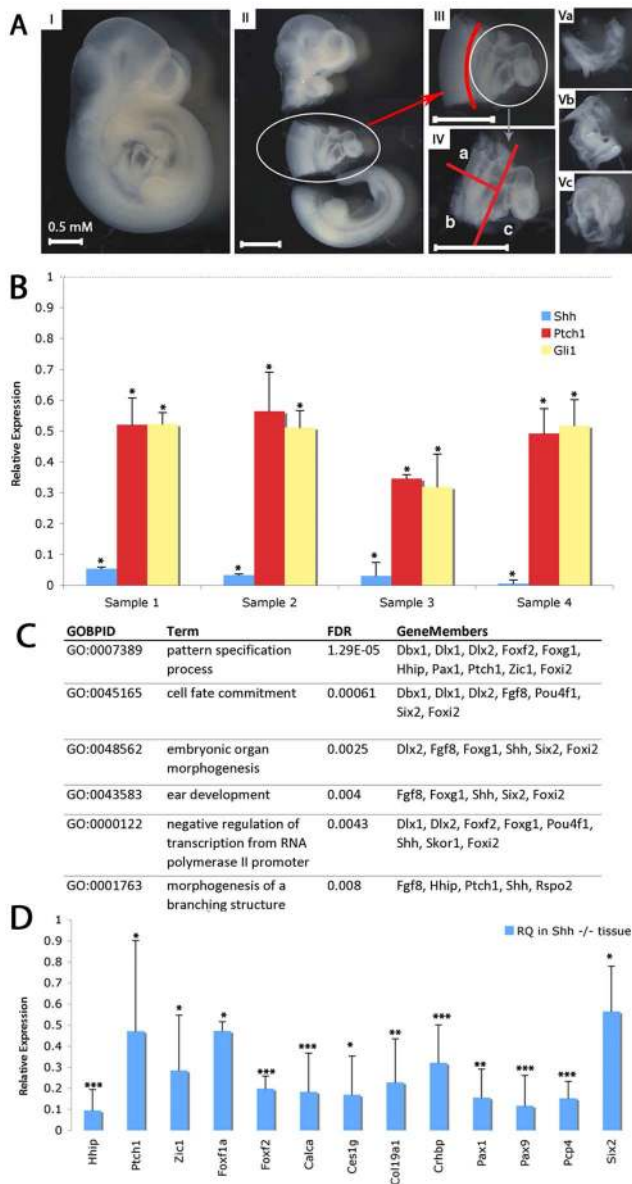 A
I
II
III
Va
Vb
IV
a
b
c
Vc
0.5 mM
B
1
0.9
0.8
0.7
0.6
0.5
0.4
0.3
0.2
0.1
0
Relative Expression
Shh
Ptch1
Gli1
* * *
* * *
* * *
* * *
Sample 1 Sample 2 Sample 3 Sample 4
C
GOBPID Term FDR GeneMembers
GO:0007389 pattern specification 1.29E-05 Dbx1, Dlx1, Dlx2, Foxf2, Foxg1,
process Hhip, Pax1, Ptch1, Zic1, Foxi2
GO:0045165 cell fate commitment 0.00061 Dbx1, Dlx1, Dlx2, Fgf8, Pou4f1,
Six2, Foxi2
GO:0048562 embryonic organ 0.0025 Dlx2, Fgf8, Foxg1, Shh, Six2, Foxi2
morphogenesis
GO:0043583 ear development 0.004 Fgf8, Foxg1, Shh, Six2, Foxi2
GO:0000122 negative regulation of 0.0043 Dlx1, Dlx2, Foxf2, Foxg1, Pou4f1,
transcription from RNA Shh, Skor1, Foxi2
polymerase II promoter
GO:0001763 morphogenesis of a 0.008 Fgf8, Hhip, Ptch1, Shh, Rspo2
branching structure
D
1
0.9
0.8
0.7
0.6
0.5
0.4
0.3
0.2
0.1
0
Relative Expression
RQ in Shh -/- tissue
*** * * * *** *** * ** *** ** *** *** *
Hhip
Ptch1
Zic1
Foxf1a
Foxf2
Calca
Ces1g
Col19a1
Crhbp
Pax1
Pax9
Pcp4
Six2